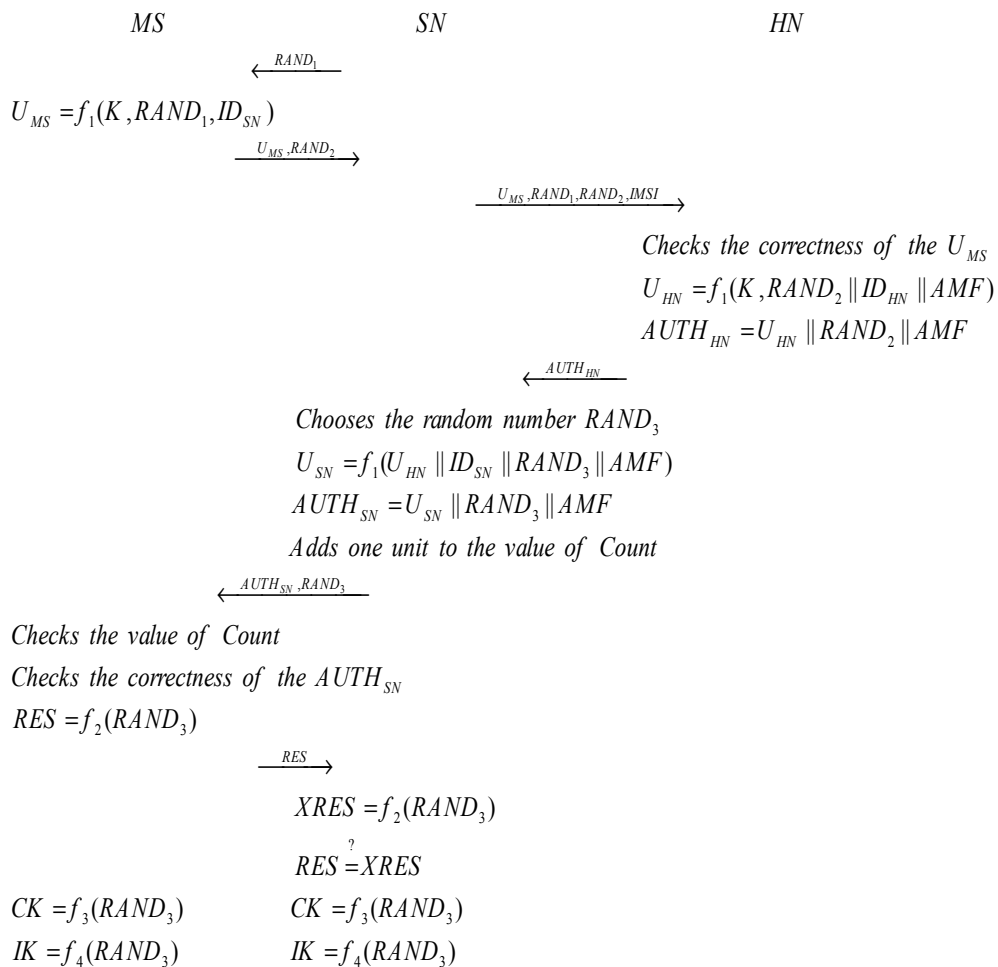 MS SN HN
RAND₁
U_MS = f₁(K, RAND₁, ID_SN)
U_MS, RAND₂
U_MS, RAND₁, RAND₂, IMSI
Checks the correctness of the U_MS
U_HN = f₁(K, RAND₂ || ID_HN || AMF)
AUTH_HN = U_HN || RAND₂ || AMF
AUTH_HN
Chooses the random number RAND₃
U_SN = f₁(U_HN || ID_SN || RAND₃ || AMF)
AUTH_SN = U_SN || RAND₃ || AMF
Adds one unit to the value of Count
AUTH_SN, RAND₃
Checks the value of Count
Checks the correctness of the AUTH_SN
RES = f₂(RAND₃)
RES
XRES = f₂(RAND₃)
RES ?= XRES
CK = f₃(RAND₃) CK = f₃(RAND₃)
IK = f₄(RAND₃) IK = f₄(RAND₃)